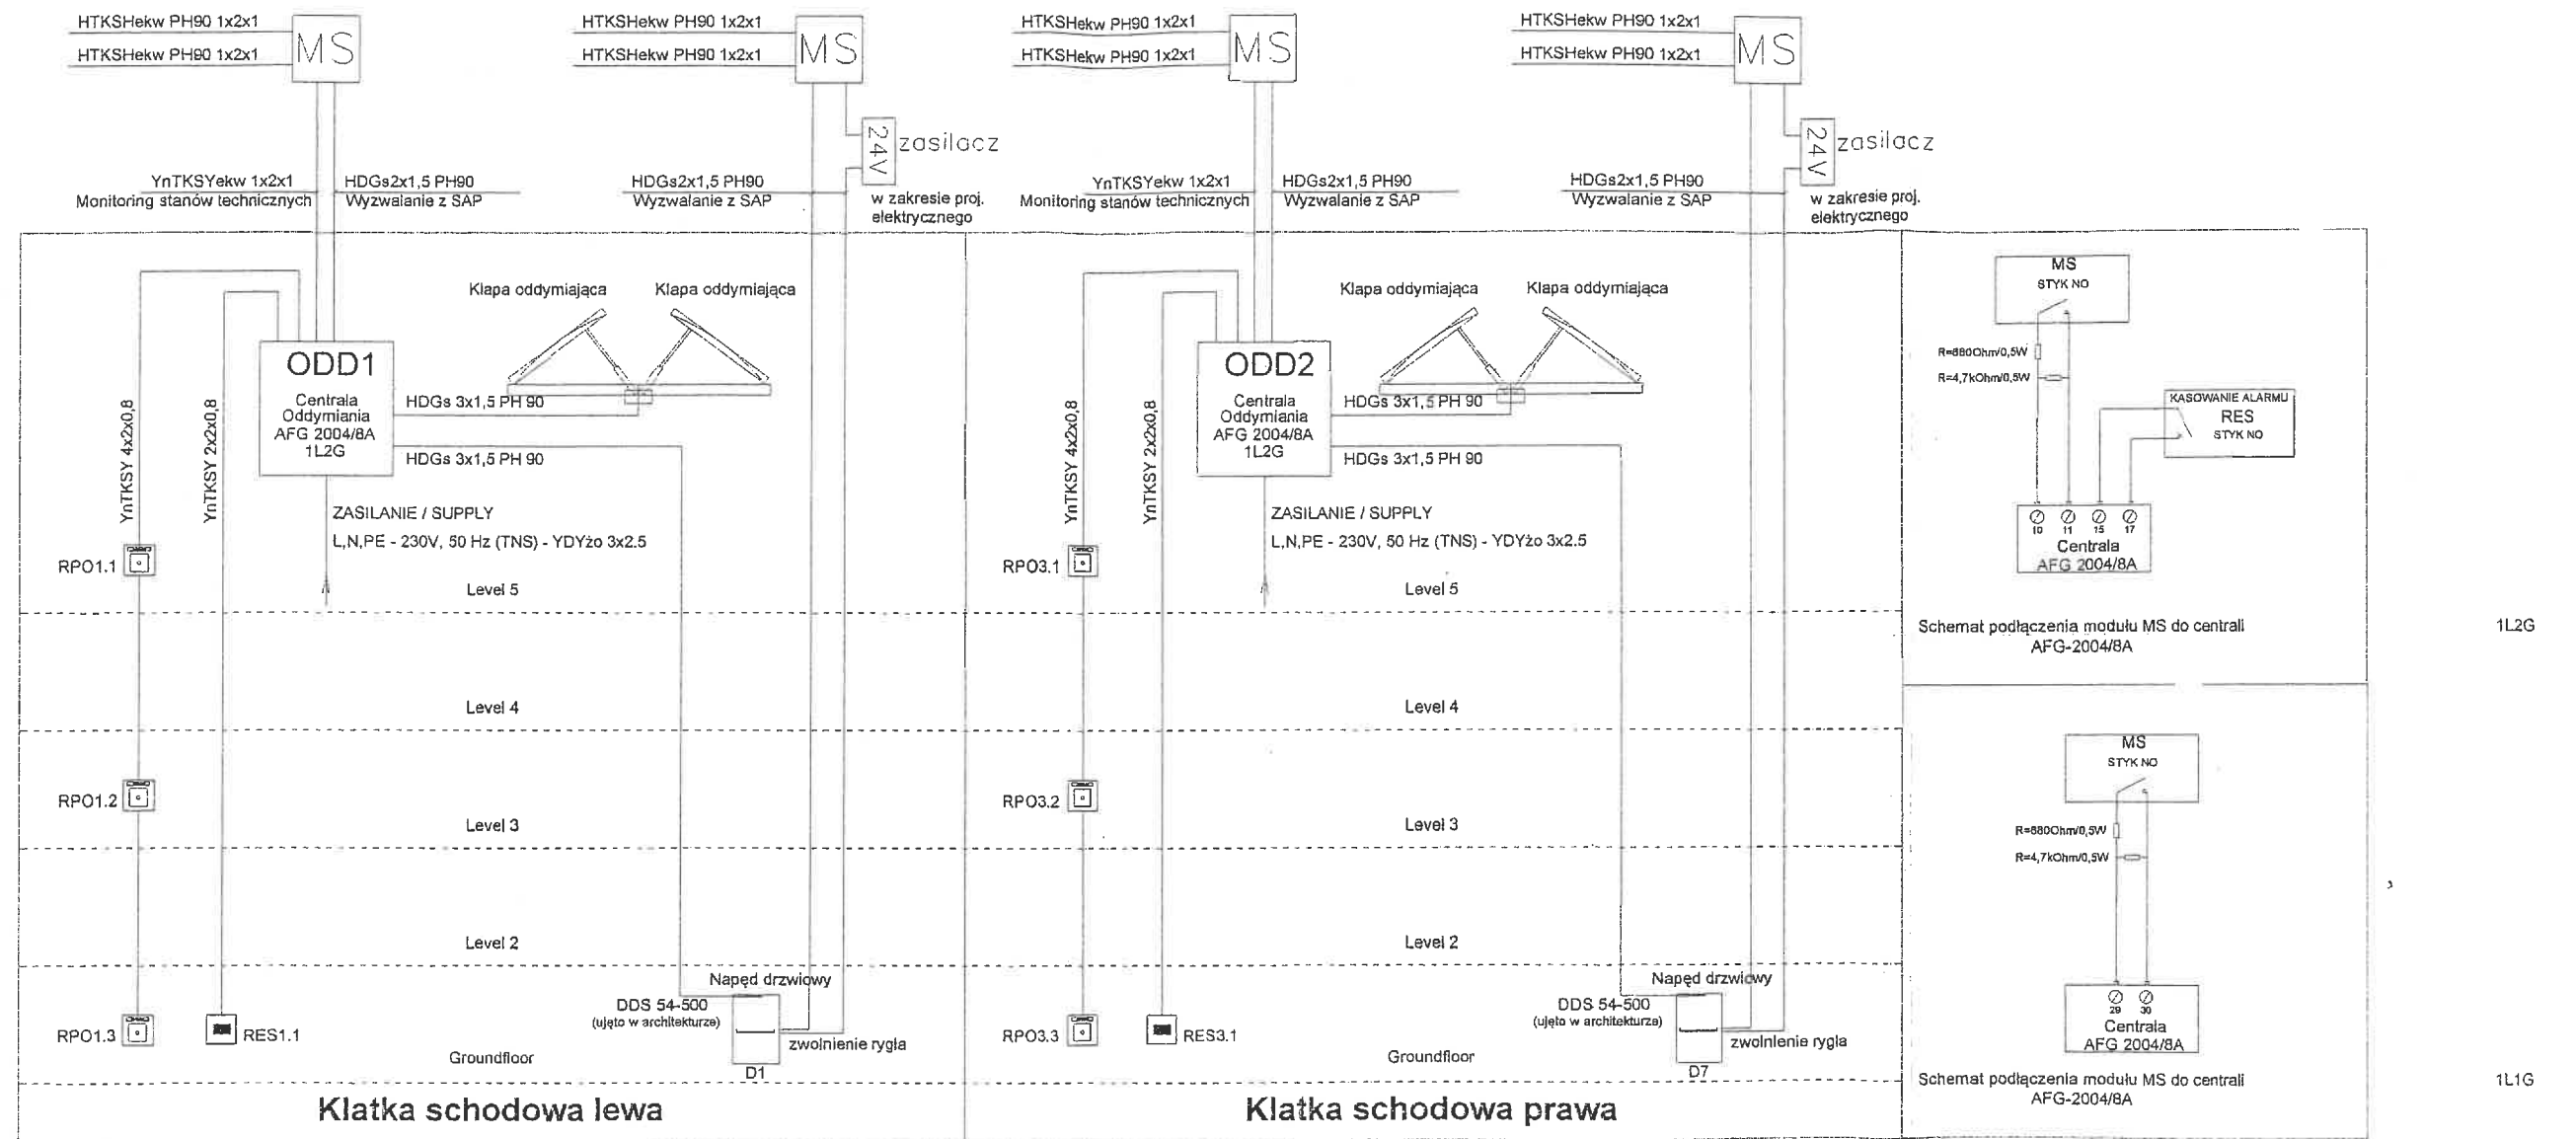 HTKSHekw PH90 1x2x1
HTKSHekw PH90 1x2x1
MS
HTKSHekw PH90 1x2x1
HTKSHekw PH90 1x2x1
MS
HTKSHekw PH90 1x2x1
HTKSHekw PH90 1x2x1
MS
HTKSHekw PH90 1x2x1
HTKSHekw PH90 1x2x1
MS
24V
zasilacz
24V
zasilacz
YnTKSYekw 1x2x1
Monitoring stanów technicznych
HDGs2x1,5 PH90
Wyzwalanie z SAP
HDGs2x1,5 PH90
Wyzwalanie z SAP
w zakresie proj.
elektrycznego
YnTKSYekw 1x2x1
Monitoring stanów technicznych
HDGs2x1,5 PH90
Wyzwalanie z SAP
HDGs2x1,5 PH90
Wyzwalanie z SAP
w zakresie proj.
elektrycznego
Klapa oddymiająca
Klapa oddymiająca
ODD1
Centrala
Oddymiania
AFG 2004/8A
1L2G
HDGs 3x1,5 PH 90
HDGs 3x1,5 PH 90
YnTKSY 4x2x0,8
YnTKSY 2x2x0,8
ZASILANIE / SUPPLY
L,N,PE - 230V, 50 Hz (TNS) - YDYżo 3x2.5
RPO1.1
Level 5
Level 4
RPO1.2
Level 3
Level 2
Napęd drzwiowy
DDS 54-500
(ujęto w architekturze)
RPO1.3
RES1.1
zwolnienie rygla
Groundfloor
D1
Klatka schodowa lewa
Klapa oddymiająca
Klapa oddymiająca
ODD2
Centrala
Oddymiania
AFG 2004/8A
1L2G
HDGs 3x1,5 PH 90
HDGs 3x1,5 PH 90
YnTKSY 4x2x0,8
YnTKSY 2x2x0,8
ZASILANIE / SUPPLY
L,N,PE - 230V, 50 Hz (TNS) - YDYżo 3x2.5
RPO3.1
Level 5
Level 4
RPO3.2
Level 3
Level 2
Napęd drzwiowy
DDS 54-500
(ujęto w architekturze)
RPO3.3
RES3.1
zwolnienie rygla
Groundfloor
D7
Klatka schodowa prawa
MS
STYK NO
R=680Ohm/0,5W
R=4,7kOhm/0,5W
KASOWANIE ALARMU
RES
STYK NO
10 11 15 17
Centrala
AFG 2004/8A
Schemat podłączenia modułu MS do centrali
AFG-2004/8A
1L2G
MS
STYK NO
R=680Ohm/0,5W
R=4,7kOhm/0,5W
29 30
Centrala
AFG 2004/8A
Schemat podłączenia modułu MS do centrali
AFG-2004/8A
1L1G